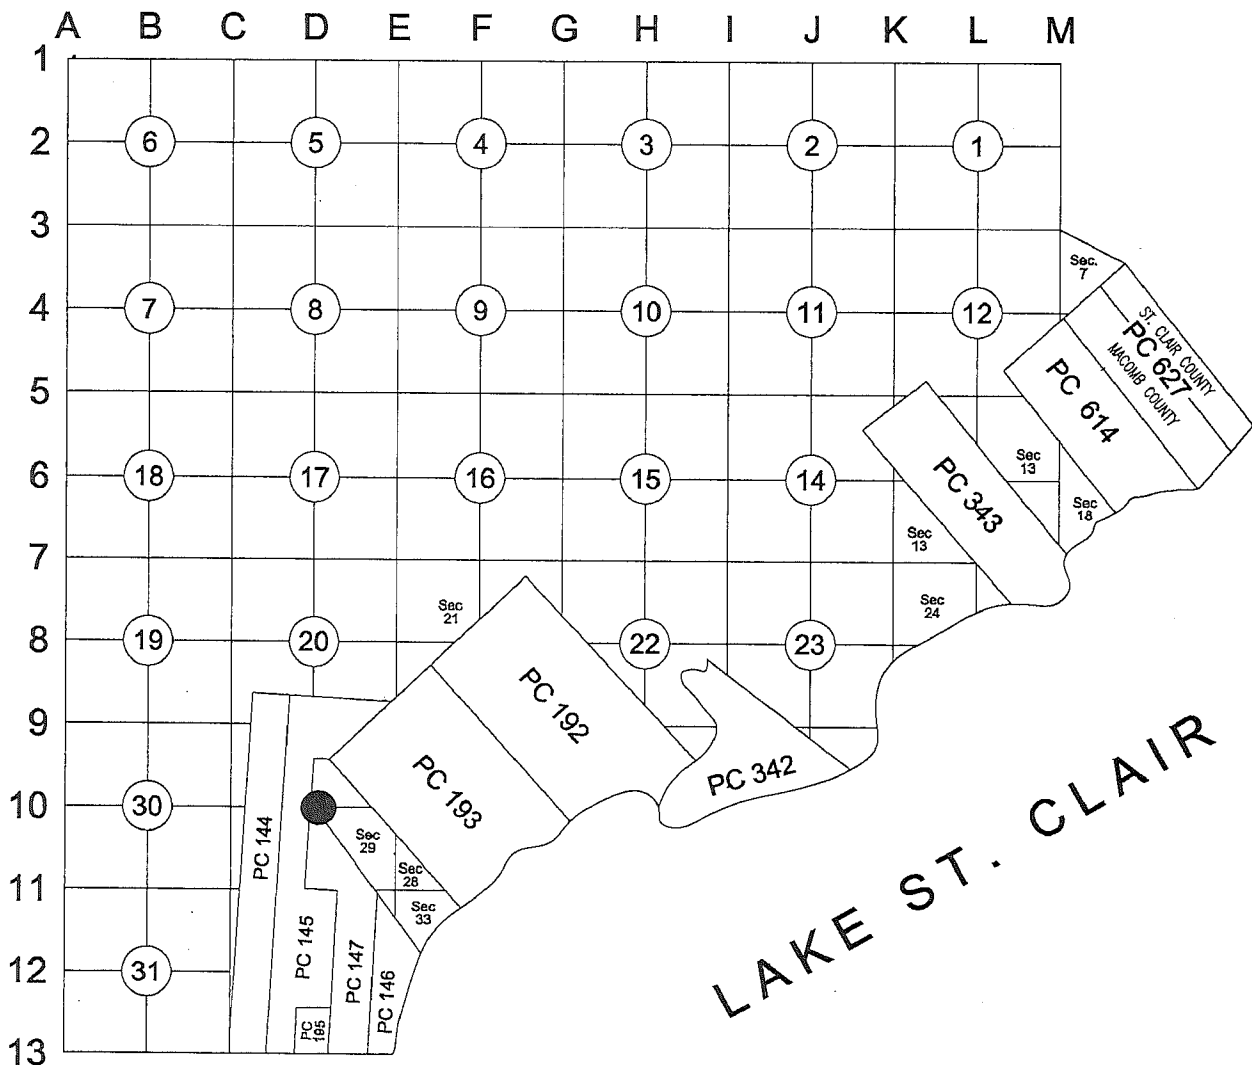 A B C D E F G H I J K L M
1
2 6 5 4 3 2 1
3
Sec.
7
4 7 8 9 10 11 12
ST. CLAIR COUNTY
PC 627
MACOMB COUNTY
5
PC 614
6 18 17 16 15 14
Sec
13
PC 343
Sec
18
Sec
13
7
Sec
21
Sec
24
8 19 20 22 23
PC 192
9
PC 193
PC 342
10 30
PC 144
Sec
29
Sec
28
11
Sec
33
PC 145
PC 147
PC 146
12 31
PC
195
13
LAKE ST. CLAIR